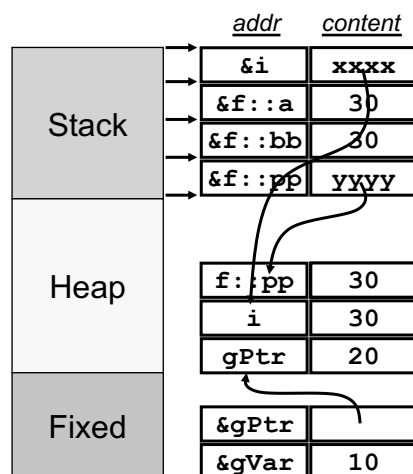 addr content
&i xxxx
&f::a 30
Stack
&f::bb 30
&f::pp yyyy
f::pp 30
Heap
i 30
gPtr 20
Fixed
&gPtr
&gVar 10